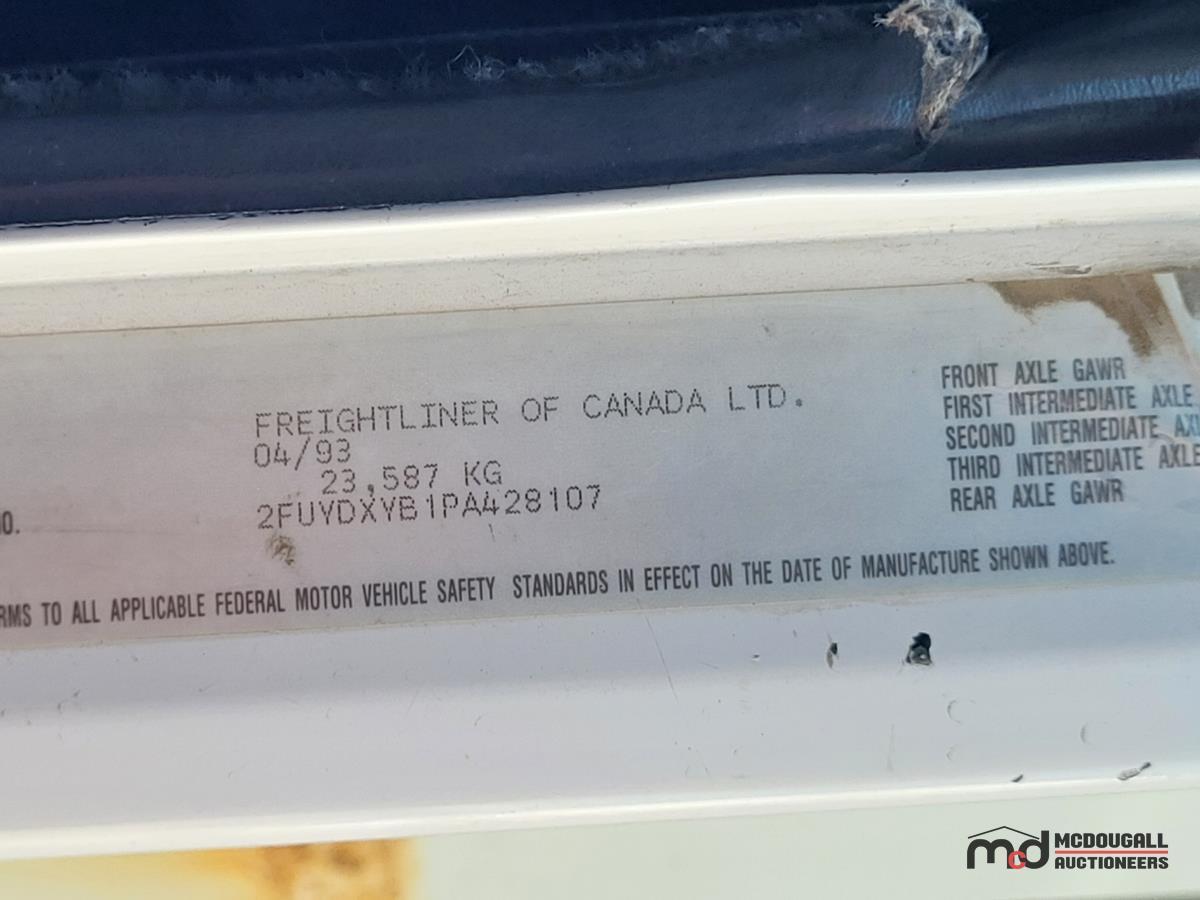 FREIGHTLINER OF CANADA LTD.
04/93
23,587 KG
2FUYDXYB1PA428107
FRONT AXLE GAWR
FIRST INTERMEDIATE AXLE
SECOND INTERMEDIATE
THIRD INTERMEDIATE AXLE
REAR AXLE GAWR
TO ALL APPLICABLE FEDERAL MOTOR VEHICLE SAFETY STANDARDS IN EFFECT ON THE DATE OF MANUFACTURE SHOWN ABOVE.
mcd MCDOUGALL
AUCTIONEERS